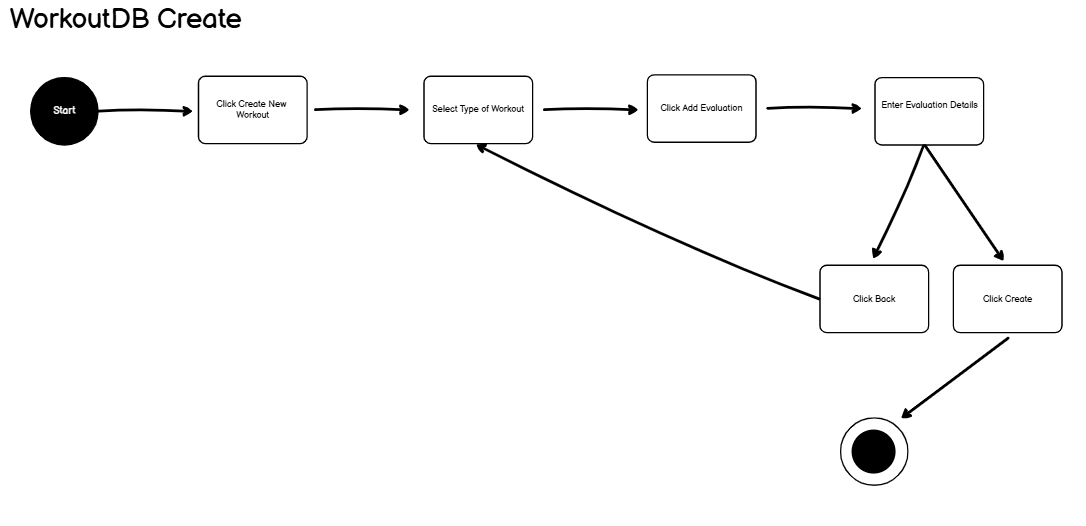 WorkoutDB Create
Start
Click Create New
Workout
Select Type of Workout
Click Add Evaluation
Enter Evaluation Details
Click Back
Click Create